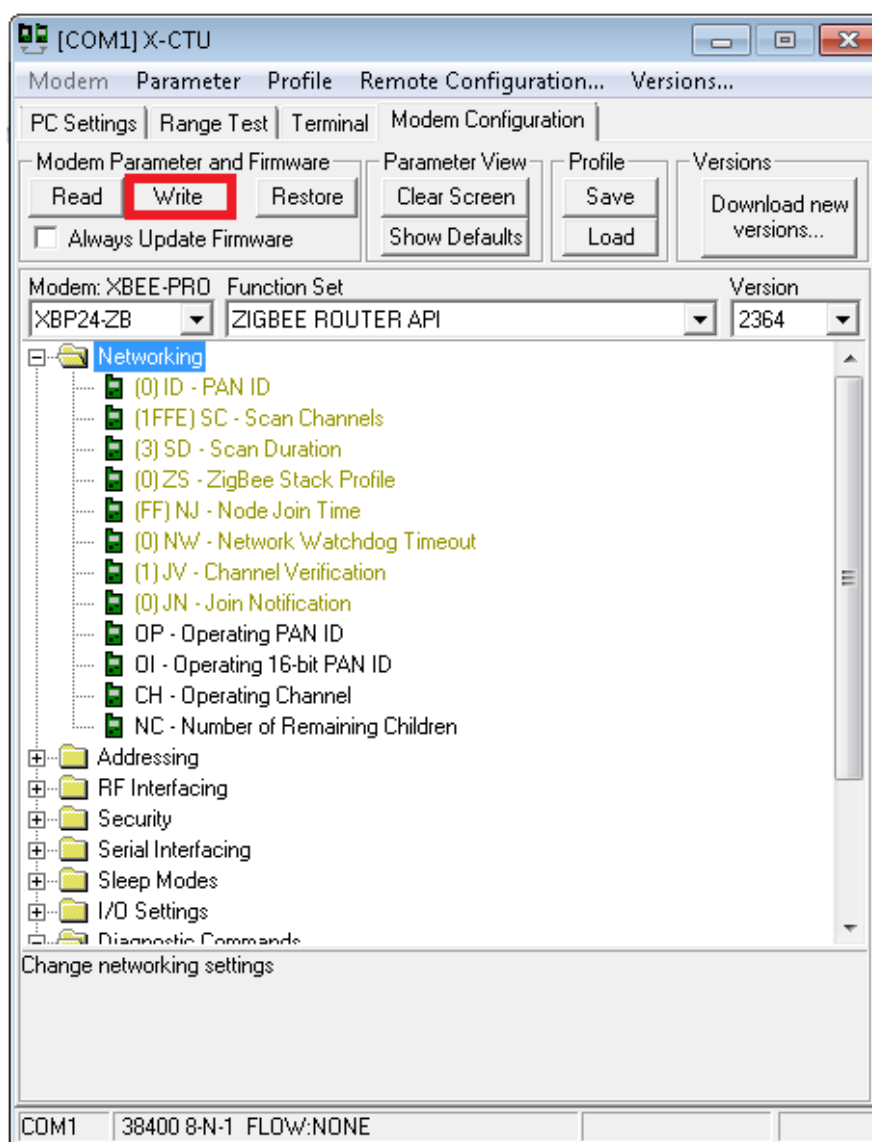 [COM1] X-CTU
Modem Parameter Profile Remote Configuration... Versions...
PC Settings Range Test Terminal Modem Configuration
Modem Parameter and Firmware Parameter View Profile Versions
Read Write Restore Clear Screen Save Download new versions...
Always Update Firmware Show Defaults Load
Modem: XBEE-PRO Function Set Version
XBP24-ZB ZIGBEE ROUTER API 2364
Networking
(0) ID - PAN ID
(1FFE) SC - Scan Channels
(3) SD - Scan Duration
(0) ZS - ZigBee Stack Profile
(FF) NJ - Node Join Time
(0) NW - Network Watchdog Timeout
(1) JV - Channel Verification
(0) JN - Join Notification
OP - Operating PAN ID
OI - Operating 16-bit PAN ID
CH - Operating Channel
NC - Number of Remaining Children
Addressing
RF Interfacing
Security
Serial Interfacing
Sleep Modes
I/O Settings
Diagnostic Commands
Change networking settings
COM1 38400 8-N-1 FLOW:NONE